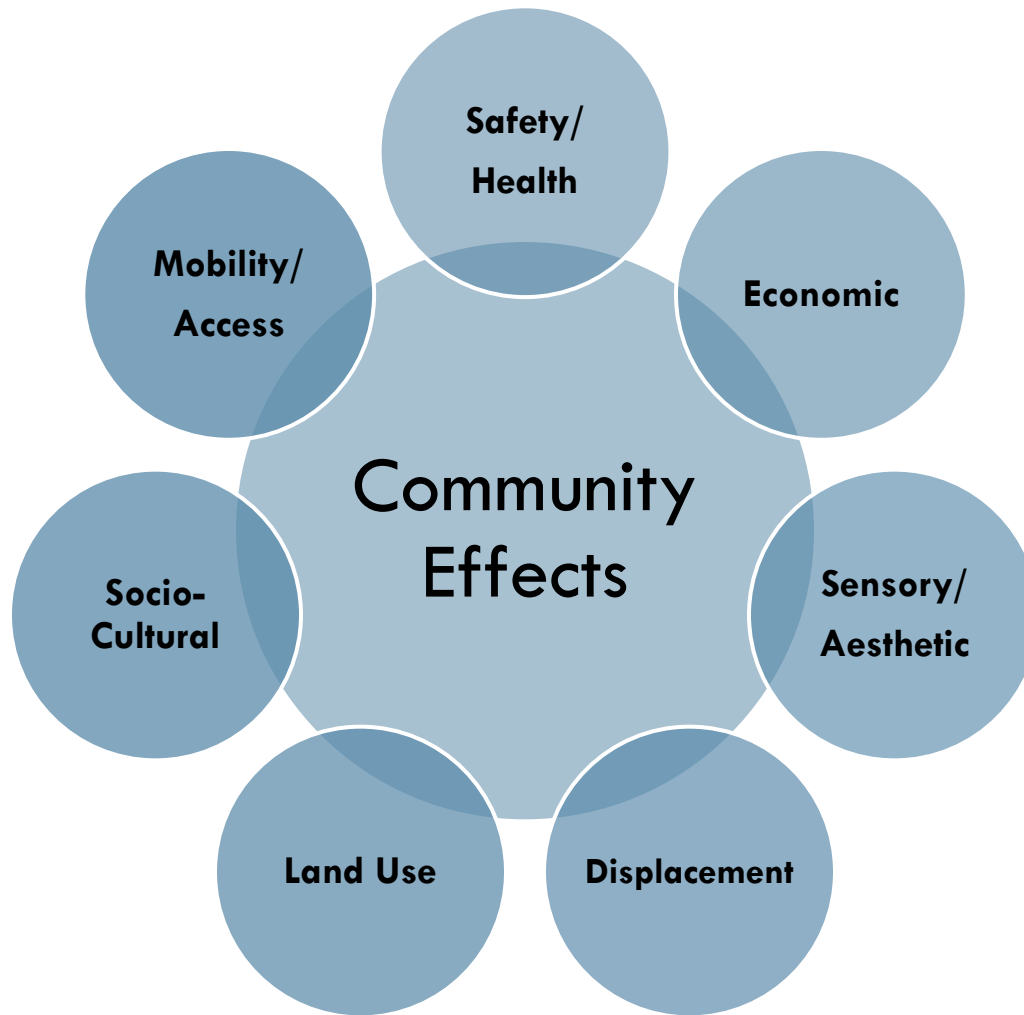 Safety/
Health
Economic
Sensory/
Aesthetic
Displacement
Land Use
Socio-
Cultural
Mobility/
Access
Community
Effects